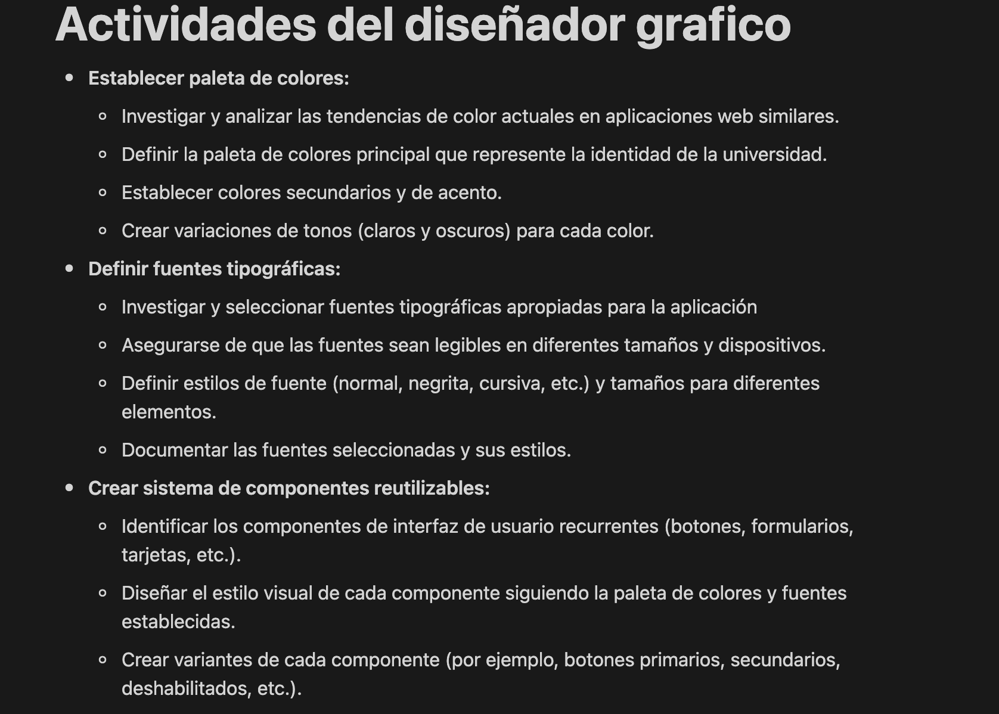 Actividades del diseñador grafico
• Establecer paleta de colores:
◦ Investigar y analizar las tendencias de color actuales en aplicaciones web similares.
◦ Definir la paleta de colores principal que represente la identidad de la universidad.
◦ Establecer colores secundarios y de acento.
◦ Crear variaciones de tonos (claros y oscuros) para cada color.
• Definir fuentes tipográficas:
◦ Investigar y seleccionar fuentes tipográficas apropiadas para la aplicación
◦ Asegurarse de que las fuentes sean legibles en diferentes tamaños y dispositivos.
◦ Definir estilos de fuente (normal, negrita, cursiva, etc.) y tamaños para diferentes
elementos.
◦ Documentar las fuentes seleccionadas y sus estilos.
• Crear sistema de componentes reutilizables:
◦ Identificar los componentes de interfaz de usuario recurrentes (botones, formularios,
tarjetas, etc.).
◦ Diseñar el estilo visual de cada componente siguiendo la paleta de colores y fuentes
establecidas.
◦ Crear variantes de cada componente (por ejemplo, botones primarios, secundarios,
deshabilitados, etc.).